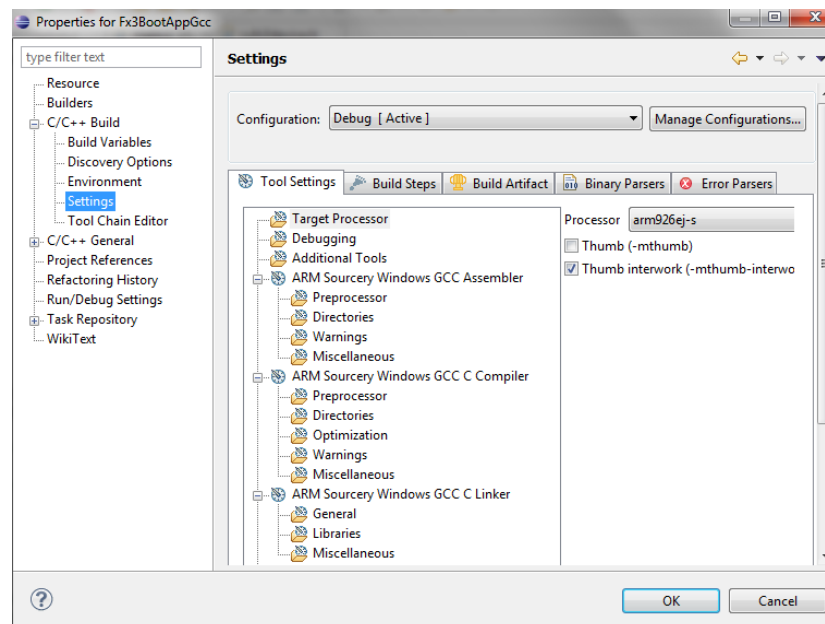 Properties for Fx3BootAppGcc
type filter text
Resource
Builders
C/C++ Build
Build Variables
Discovery Options
Environment
Settings
Tool Chain Editor
C/C++ General
Project References
Refactoring History
Run/Debug Settings
Task Repository
WikiText
Settings
Configuration: Debug [ Active ] Manage Configurations...
Tool Settings Build Steps Build Artifact Binary Parsers Error Parsers
Target Processor
Debugging
Additional Tools
ARM Sourcery Windows GCC Assembler
Preprocessor
Directories
Warnings
Miscellaneous
ARM Sourcery Windows GCC C Compiler
Preprocessor
Directories
Optimization
Warnings
Miscellaneous
ARM Sourcery Windows GCC C Linker
General
Libraries
Miscellaneous
Processor arm926ej-s
Thumb (-mthumb)
Thumb interwork (-mthumb-interwo
OK Cancel